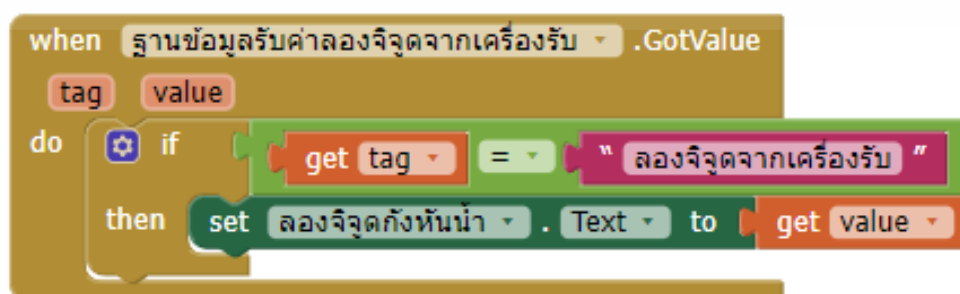 when ฐานข้อมูลรับค่าลองจิจูดจากเครื่องรับ .GotValue
tag value
do if get tag = " ลองจิจูดจากเครื่องรับ "
then set ลองจิจูดกังหันน้ำ . Text to get value